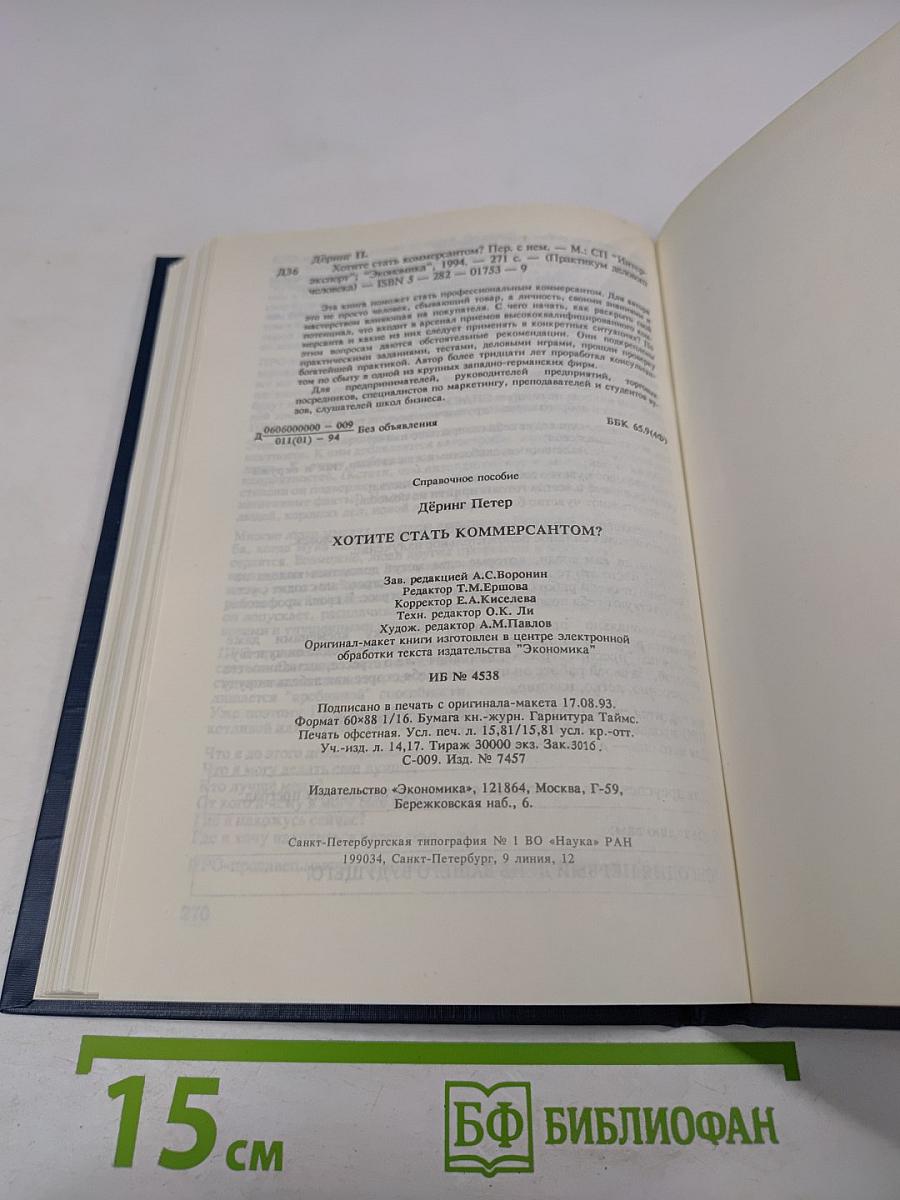 Дёринг П.
Д36 Хотите стать коммерсантом? Пер. с нем. — М.: СП "Интер-
эксперт"; "Экономика", 1994. — 271 с. — (Практикум делового
человека) — ISBN 5 — 282 — 01753 — 9
Эта книга поможет стать профессиональным коммерсантом. Для автора
это не просто человек, сбывающий товар, а личность, своими знаниями и
мастерством влияющая на покупателя. С чего начать, как раскрыть свой
потенциал, что входит в арсенал приемов высококвалифицированного ком-
мерсанта и какие из них следует применять в конкретных ситуациях? По
этим вопросам даются обстоятельные рекомендации. Они подкреплены
практическими заданиями, тестами, деловыми играми, прошли проверку
богатейшей практикой. Автор более тридцати лет проработал консультан-
том по сбыту в одной из крупных западно-германских фирм.
Для предпринимателей, руководителей предприятий, торговых
посредников, специалистов по маркетингу, преподавателей и студентов ву-
зов, слушателей школ бизнеса.
Д 0606000000 — 009
011(01) — 94
Без объявления
ББК 65.9(4Ф)
Справочное пособие
Дёринг Петер
ХОТИТЕ СТАТЬ КОММЕРСАНТОМ?
Зав. редакцией А.С.Воронин
Редактор Т.М.Ершова
Корректор Е.А.Киселева
Техн. редактор О.К. Ли
Худож. редактор А.М.Павлов
Оригинал-макет книги изготовлен в центре электронной
обработки текста издательства "Экономика"
ИБ № 4538
Подписано в печать с оригинала-макета 17.08.93.
Формат 60×88 1/16. Бумага кн.-журн. Гарнитура Таймс.
Печать офсетная. Усл. печ. л. 15,81/15,81 усл. кр.-отт.
Уч.-изд. л. 14,17. Тираж 30000 экз. Зак.3016.
С-009. Изд. № 7457
Издательство «Экономика», 121864, Москва, Г-59,
Бережковская наб., 6.
Санкт-Петербургская типография № 1 ВО «Наука» РАН
199034, Санкт-Петербург, 9 линия, 12
270
15 см
БФ БИБЛИОФАН